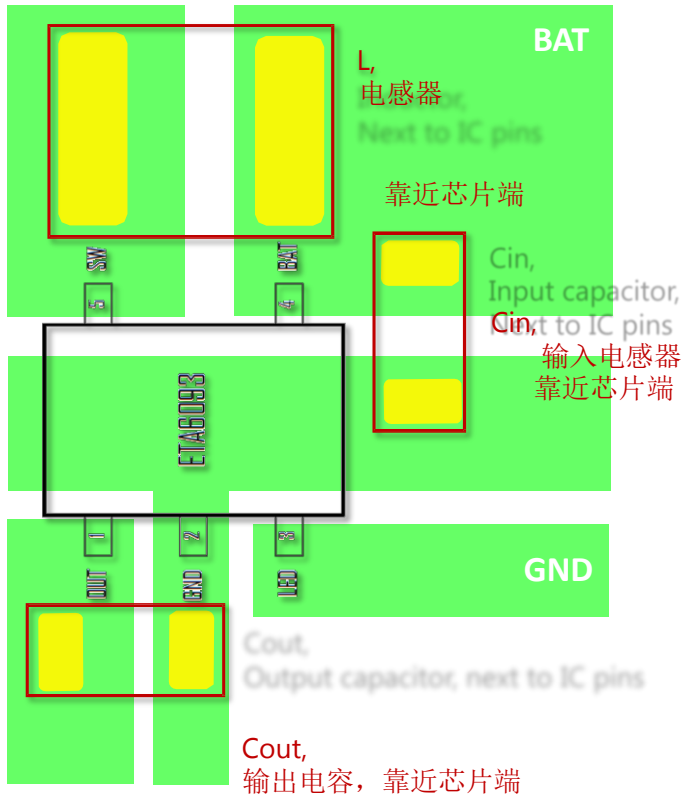 BAT
L,
电感器
Inductor,
Next to IC pins
靠近芯片端
SW
BAT
5
4
Cin,
Input capacitor,
Next to IC pins
Cin,
输入电感器
靠近芯片端
ETA6093
1
2
3
OUT
GND
LED
GND
Cout,
Output capacitor, next to IC pins
Cout,
输出电容，靠近芯片端